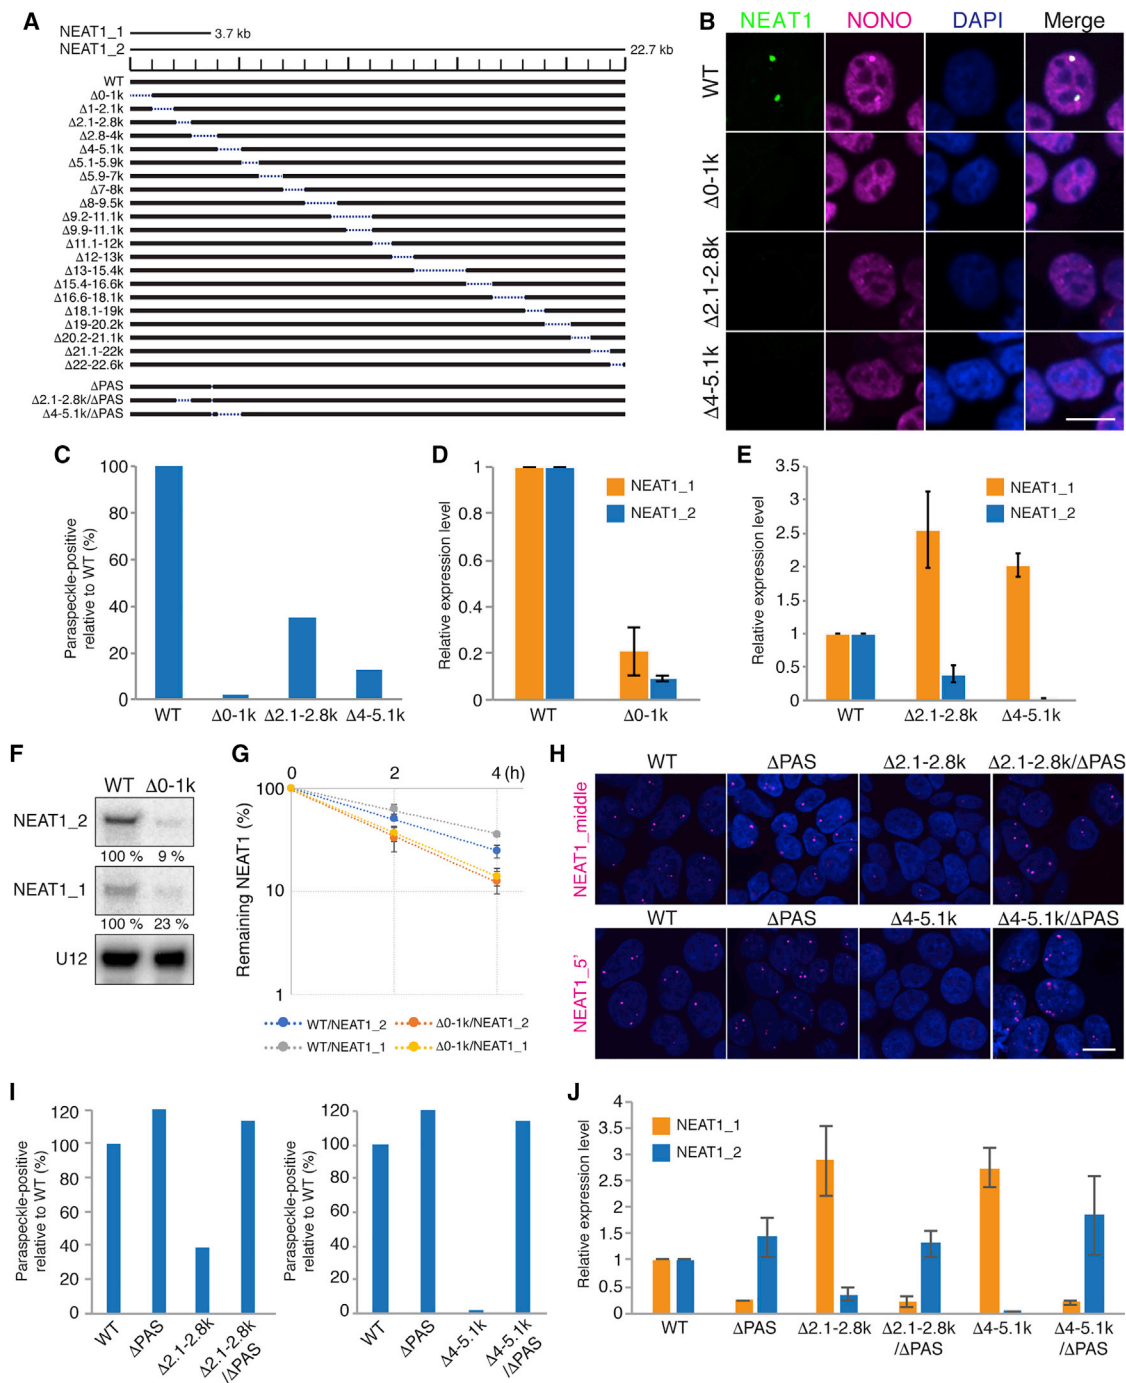 A
NEAT1_1
3.7 kb
NEAT1_2
22.7 kb
WT
Δ0-1k
Δ1-2.1k
Δ2.1-2.8k
Δ2.8-4k
Δ4-5.1k
Δ5.1-5.9k
Δ5.9-7k
Δ7-8k
Δ8-9.5k
Δ9.2-11.1k
Δ9.9-11.1k
Δ11.1-12k
Δ12-13k
Δ13-15.4k
Δ15.4-16.6k
Δ16.6-18.1k
Δ18.1-19k
Δ19-20.2k
Δ20.2-21.1k
Δ21.1-22k
Δ22-22.6k
ΔPAS
Δ2.1-2.8k/ΔPAS
Δ4-5.1k/ΔPAS
B
NEAT1 NONO DAPI Merge
WT
Δ0-1k
Δ2.1-2.8k
Δ4-5.1k
C
Paraspeckle-positive
relative to WT (%)
100
80
60
40
20
0
WT Δ0-1k Δ2.1-2.8k Δ4-5.1k
D
Relative expression level
1
0.8
0.6
0.4
0.2
0
NEAT1_1
NEAT1_2
WT Δ0-1k
E
Relative expression level
3.5
3
2.5
2
1.5
1
0.5
0
NEAT1_1
NEAT1_2
WT Δ2.1-2.8k Δ4-5.1k
F
WT Δ0-1k
NEAT1_2
100 % 9 %
NEAT1_1
100 % 23 %
U12
G
0 2 4 (h)
Remaining NEAT1 (%)
100
10
1
WT/NEAT1_2 Δ0-1k/NEAT1_2
WT/NEAT1_1 Δ0-1k/NEAT1_1
H
WT ΔPAS Δ2.1-2.8k Δ2.1-2.8k/ΔPAS
NEAT1_middle
WT ΔPAS Δ4-5.1k Δ4-5.1k/ΔPAS
NEAT1_5'
I
Paraspeckle-positive
relative to WT (%)
120
100
80
60
40
20
0
WT
ΔPAS
Δ2.1-2.8k
Δ2.1-2.8k
/ΔPAS
Paraspeckle-positive
relative to WT (%)
120
100
80
60
40
20
0
WT
ΔPAS
Δ4-5.1k
Δ4-5.1k
/ΔPAS
J
Relative expression level
4
3.5
3
2.5
2
1.5
1
0.5
0
NEAT1_1
NEAT1_2
WT ΔPAS Δ2.1-2.8k Δ2.1-2.8k Δ4-5.1k Δ4-5.1k
/ΔPAS /ΔPAS